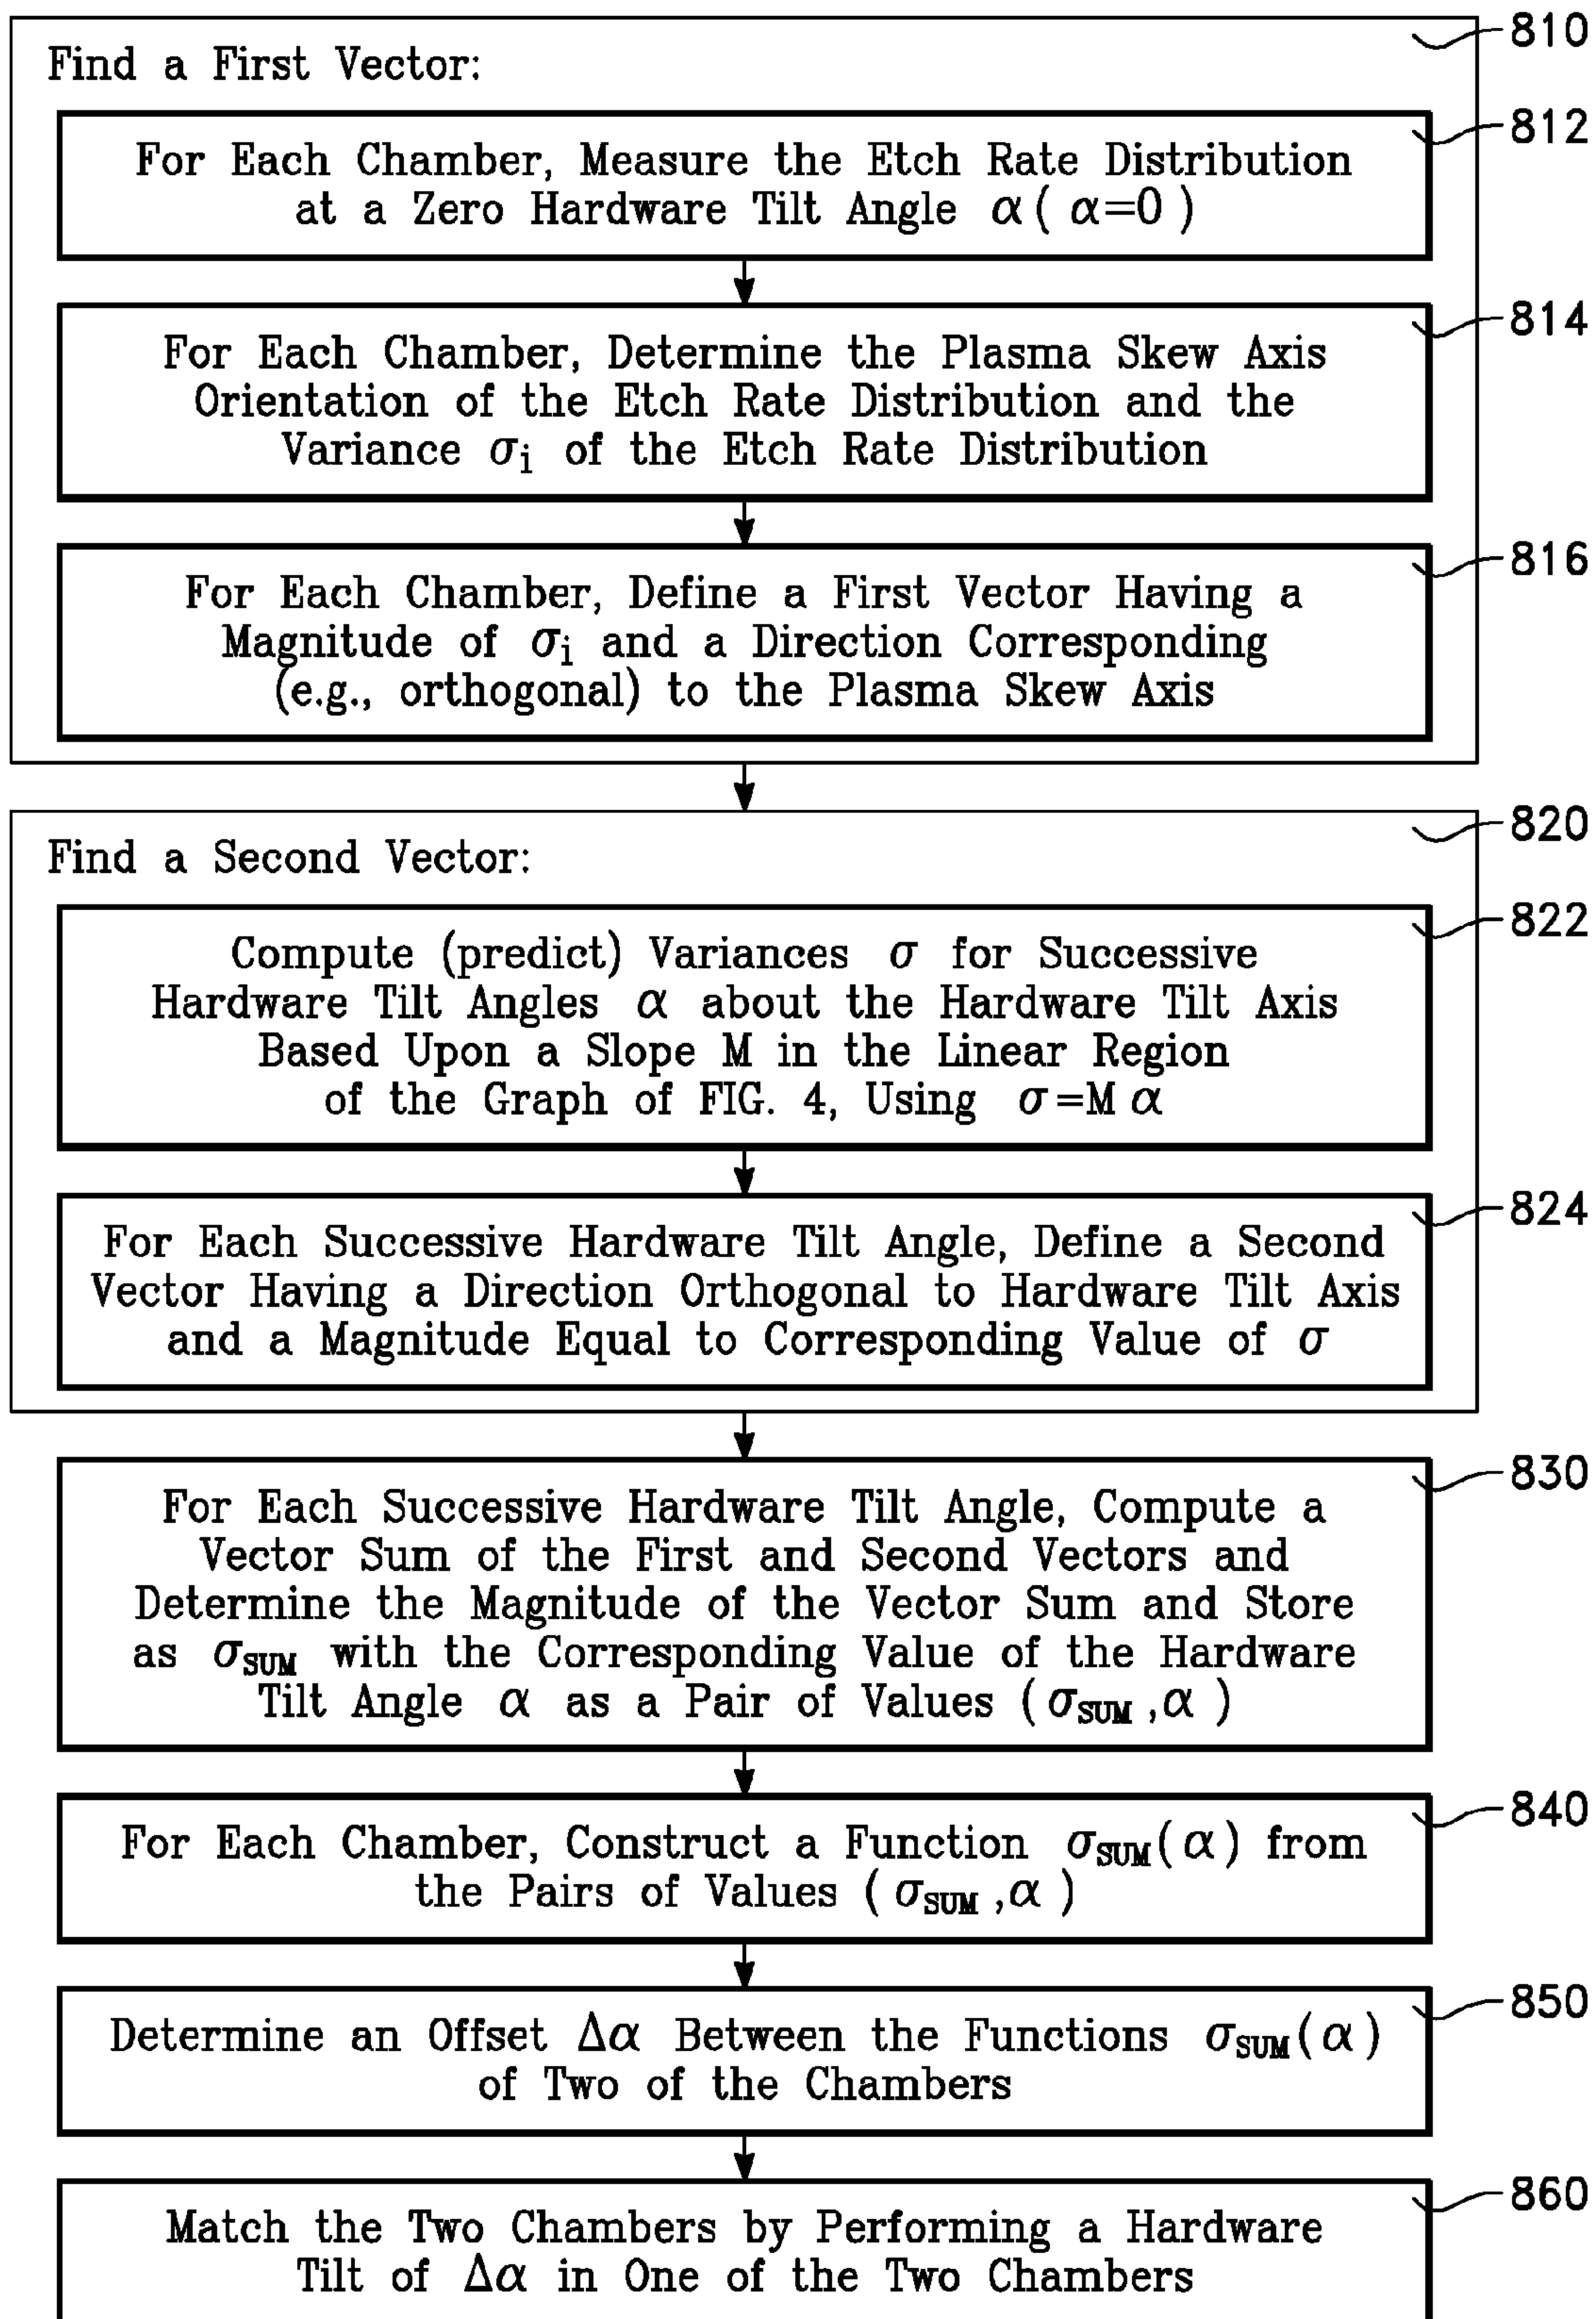 810
Find a First Vector:
812
For Each Chamber, Measure the Etch Rate Distribution
at a Zero Hardware Tilt Angle α ( α=0 )
814
For Each Chamber, Determine the Plasma Skew Axis
Orientation of the Etch Rate Distribution and the
Variance σi of the Etch Rate Distribution
816
For Each Chamber, Define a First Vector Having a
Magnitude of σi and a Direction Corresponding
(e.g., orthogonal) to the Plasma Skew Axis
820
Find a Second Vector:
822
Compute (predict) Variances σ for Successive
Hardware Tilt Angles α about the Hardware Tilt Axis
Based Upon a Slope M in the Linear Region
of the Graph of FIG. 4, Using σ=M α
824
For Each Successive Hardware Tilt Angle, Define a Second
Vector Having a Direction Orthogonal to Hardware Tilt Axis
and a Magnitude Equal to Corresponding Value of σ
830
For Each Successive Hardware Tilt Angle, Compute a
Vector Sum of the First and Second Vectors and
Determine the Magnitude of the Vector Sum and Store
as σSUM with the Corresponding Value of the Hardware
Tilt Angle α as a Pair of Values ( σSUM ,α )
840
For Each Chamber, Construct a Function σSUM(α) from
the Pairs of Values ( σSUM ,α )
850
Determine an Offset Δα Between the Functions σSUM(α)
of Two of the Chambers
860
Match the Two Chambers by Performing a Hardware
Tilt of Δα in One of the Two Chambers